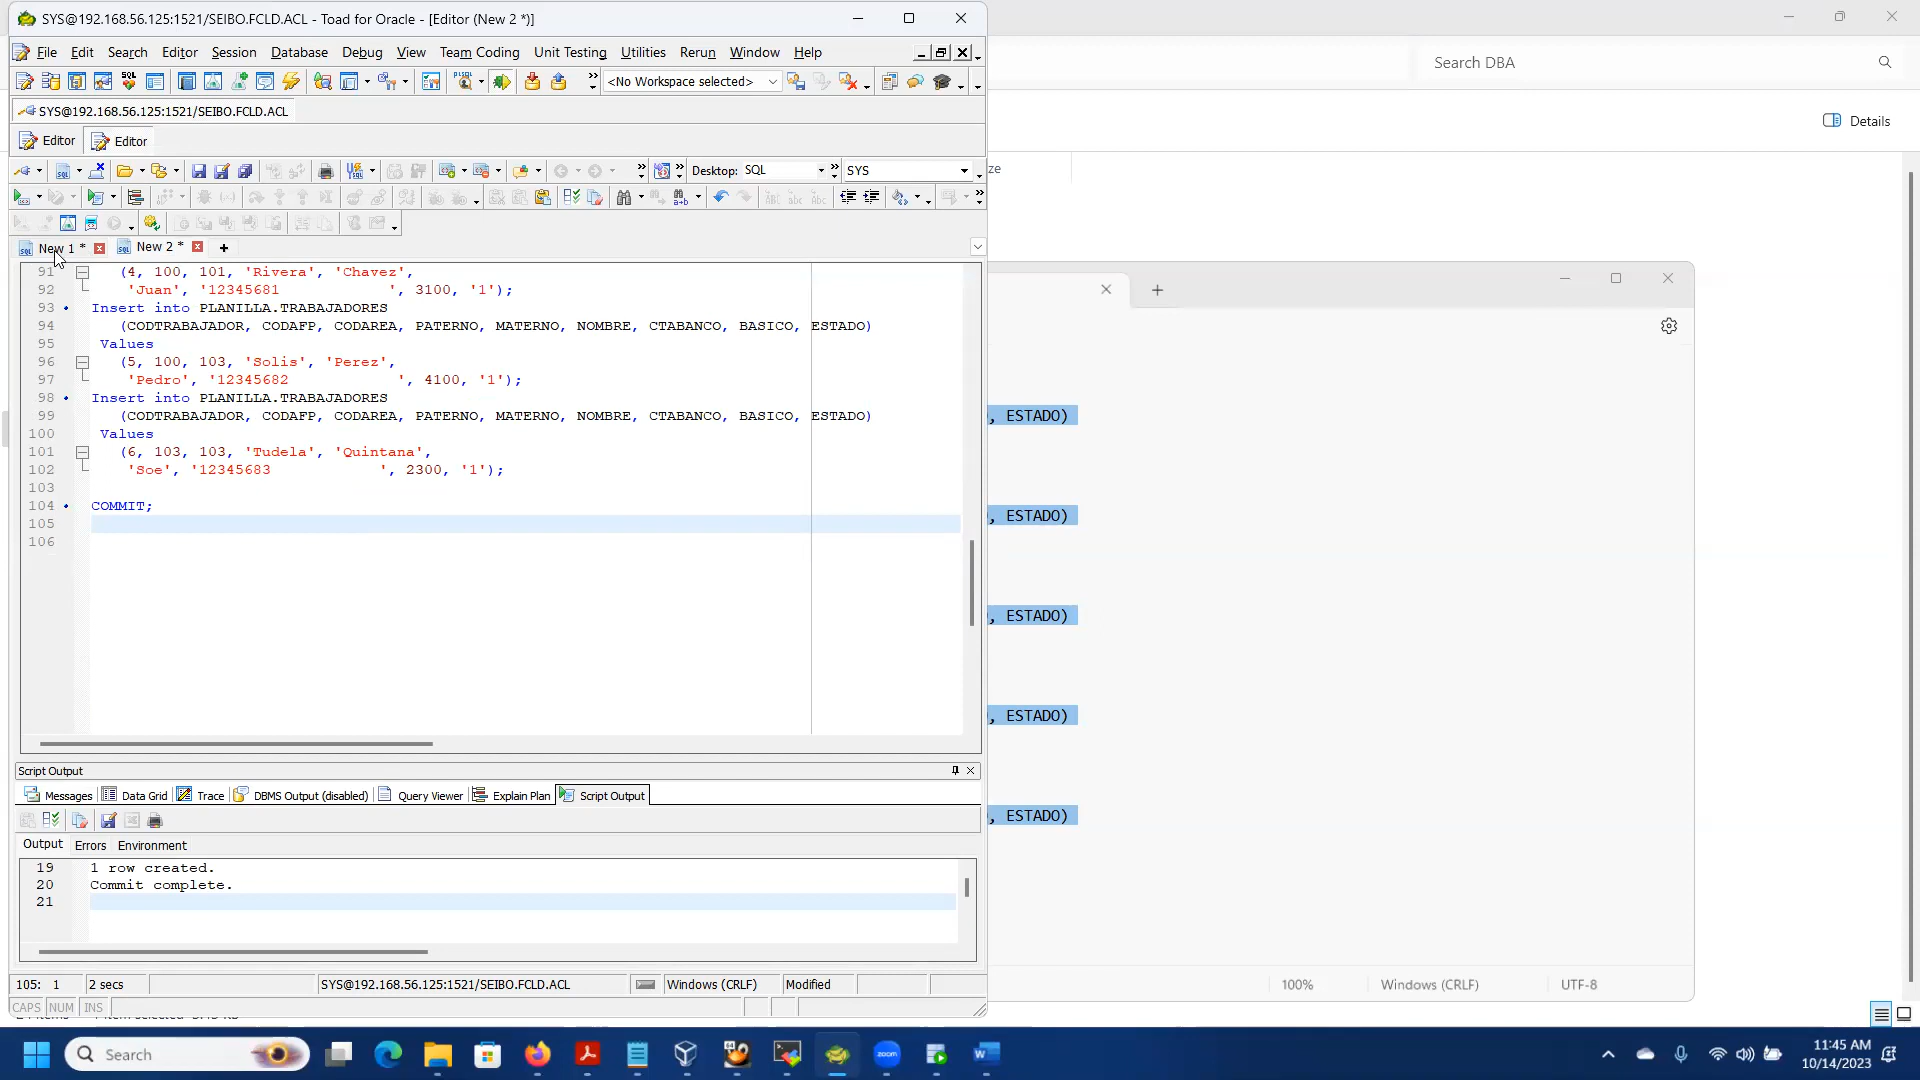 SYS@192.168.56.125:1521/SEIBO.FCLD.ACL - Toad for Oracle - [Editor (New 2 *)]
File Edit Search Editor Session Database Debug View Team Coding Unit Testing Utilities Rerun Window Help
<No Workspace selected>
SYS@192.168.56.125:1521/SEIBO.FCLD.ACL
Editor Editor
Desktop: SQL SYS
New 1 * New 2 * +
91 (4, 100, 101, 'Rivera', 'Chavez',
92 'Juan', '12345681            ', 3100, '1');
93 Insert into PLANILLA.TRABAJADORES
94 (CODTRABAJADOR, CODAFP, CODAREA, PATERNO, MATERNO, NOMBRE, CTABANCO, BASICO, ESTADO)
95 Values
96 (5, 100, 103, 'Solis', 'Perez',
97 'Pedro', '12345682            ', 4100, '1');
98 Insert into PLANILLA.TRABAJADORES
99 (CODTRABAJADOR, CODAFP, CODAREA, PATERNO, MATERNO, NOMBRE, CTABANCO, BASICO, ESTADO)
100 Values
101 (6, 103, 103, 'Tudela', 'Quintana',
102 'Soe', '12345683            ', 2300, '1');
103
104 COMMIT;
105
106
Script Output
Messages Data Grid Trace DBMS Output (disabled) Query Viewer Explain Plan Script Output
Output Errors Environment
19 1 row created.
20 Commit complete.
21
105: 1 2 secs SYS@192.168.56.125:1521/SEIBO.FCLD.ACL Windows (CRLF) Modified
CAPS NUM INS
Search DBA
Details
ze
, ESTADO)
, ESTADO)
, ESTADO)
, ESTADO)
, ESTADO)
100% Windows (CRLF) UTF-8
Search
zoom
11:45 AM
10/14/2023